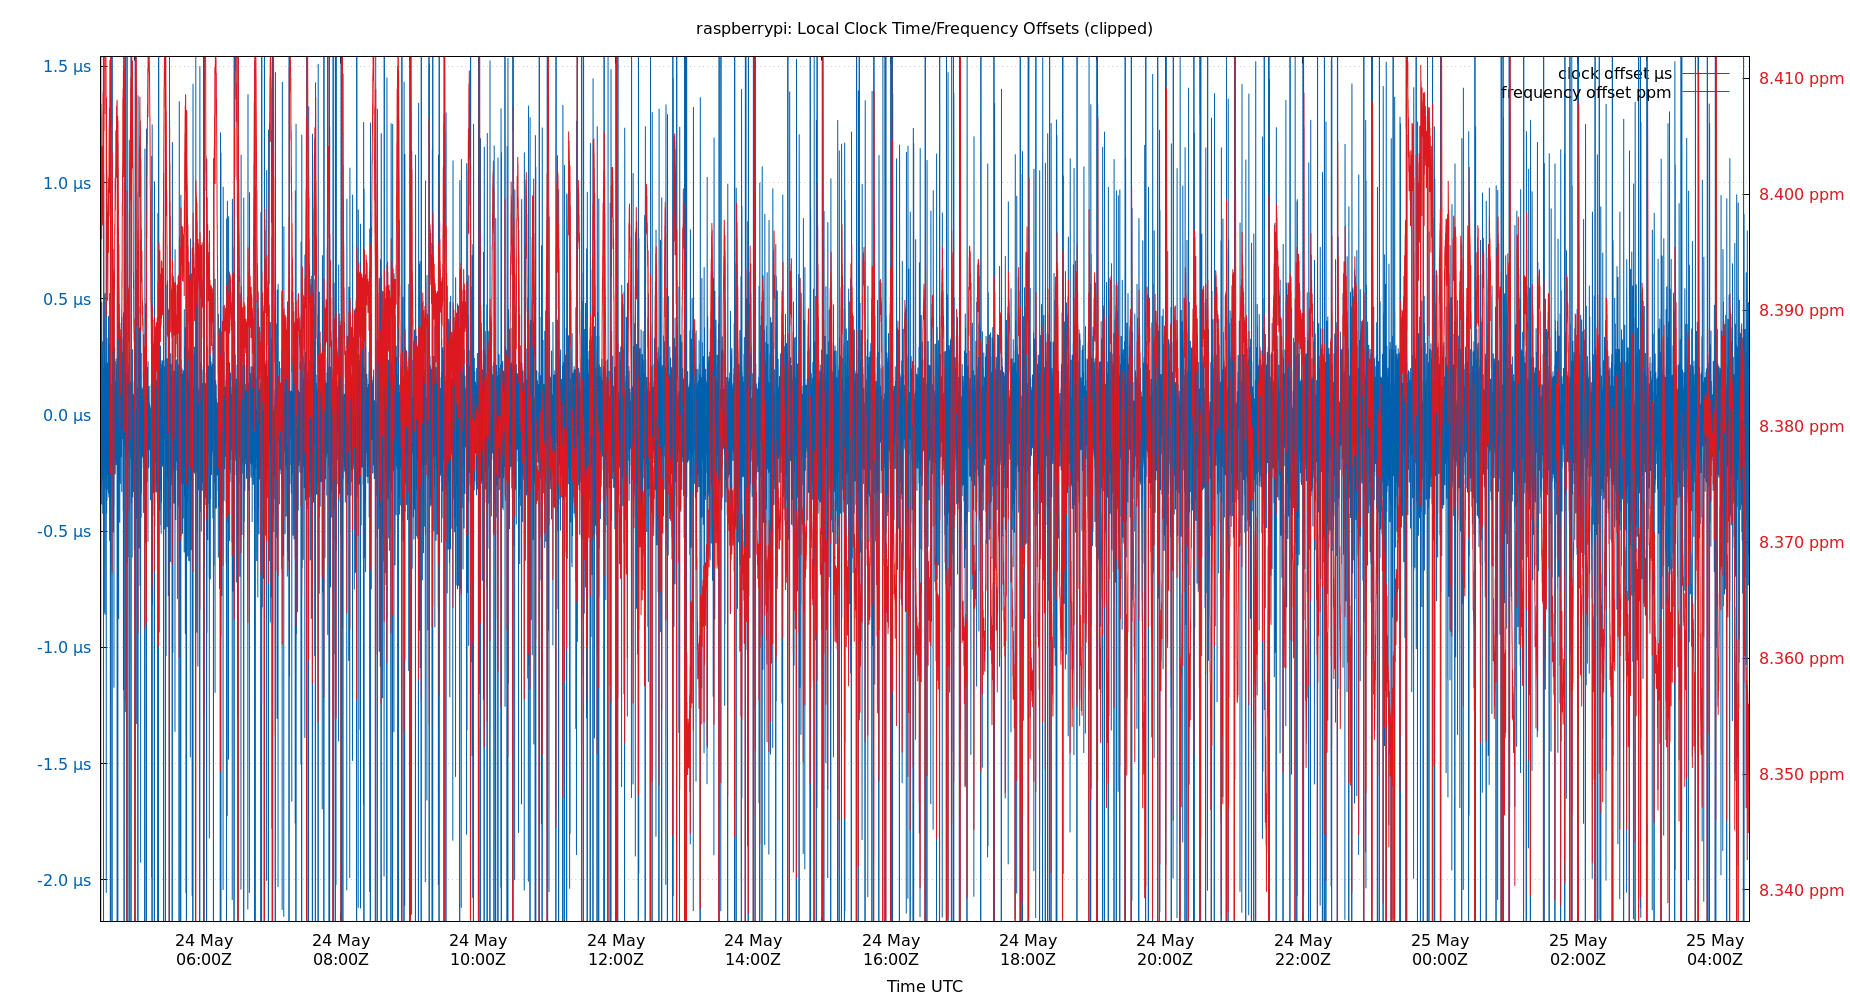 raspberrypi: Local Clock Time/Frequency Offsets (clipped)
clock offset µs
frequency offset ppm
1.5 µs
1.0 µs
0.5 µs
0.0 µs
-0.5 µs
-1.0 µs
-1.5 µs
-2.0 µs
8.410 ppm
8.400 ppm
8.390 ppm
8.380 ppm
8.370 ppm
8.360 ppm
8.350 ppm
8.340 ppm
24 May 24 May 24 May 24 May 24 May 24 May 24 May 24 May 24 May 25 May 25 May 25 May
06:00Z 08:00Z 10:00Z 12:00Z 14:00Z 16:00Z 18:00Z 20:00Z 22:00Z 00:00Z 02:00Z 04:00Z
Time UTC